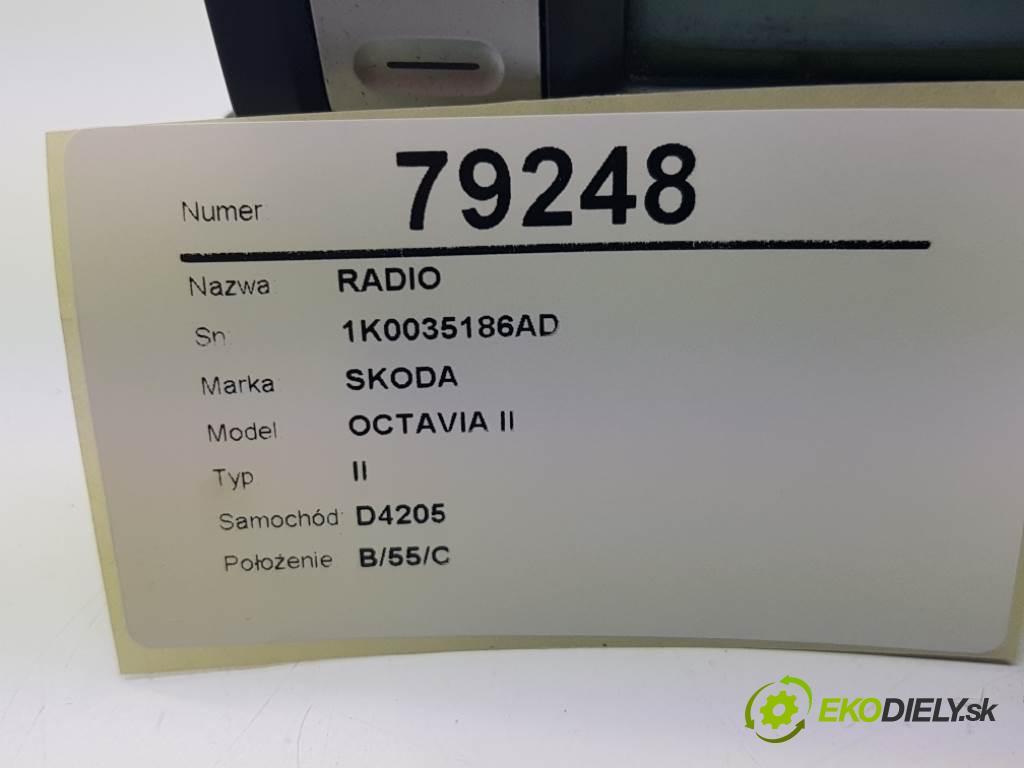 Numer 79248
Nazwa RADIO
Sn 1K0035186AD
Marka SKODA
Model OCTAVIA II
Typ II
Samochód D4205
Położenie B/55/C
EKODIELY.sk